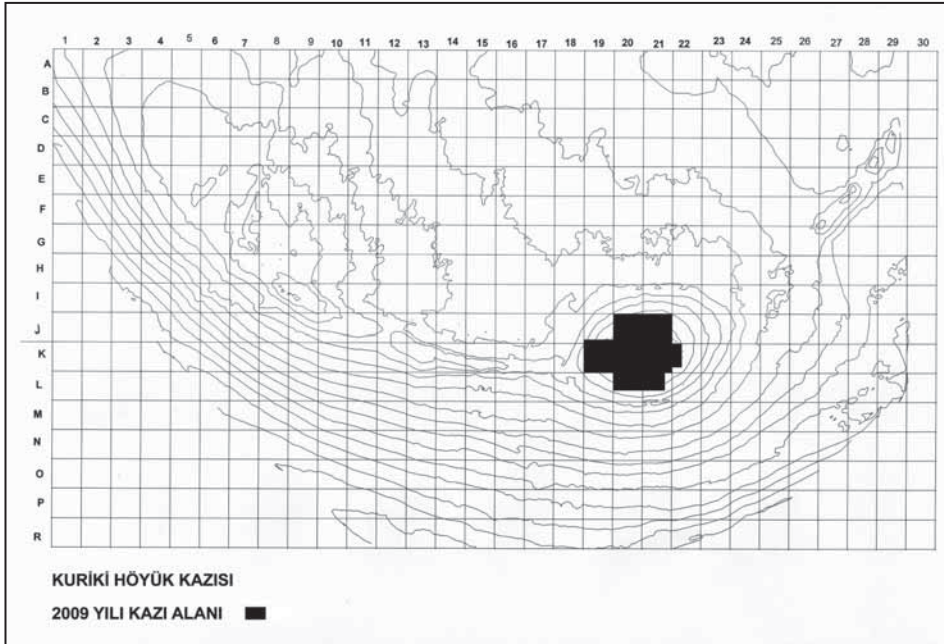 1 2 3 4 5 6 7 8 9 10 11 12 13 14 15 16 17 18 19 20 21 22 23 24 25 26 27 28 29 30
A
B
C
D
E
F
G
H
I
J
K
L
M
N
O
P
R
KURİKİ HÖYÜK KAZISI
2009 YILI KAZI ALANI